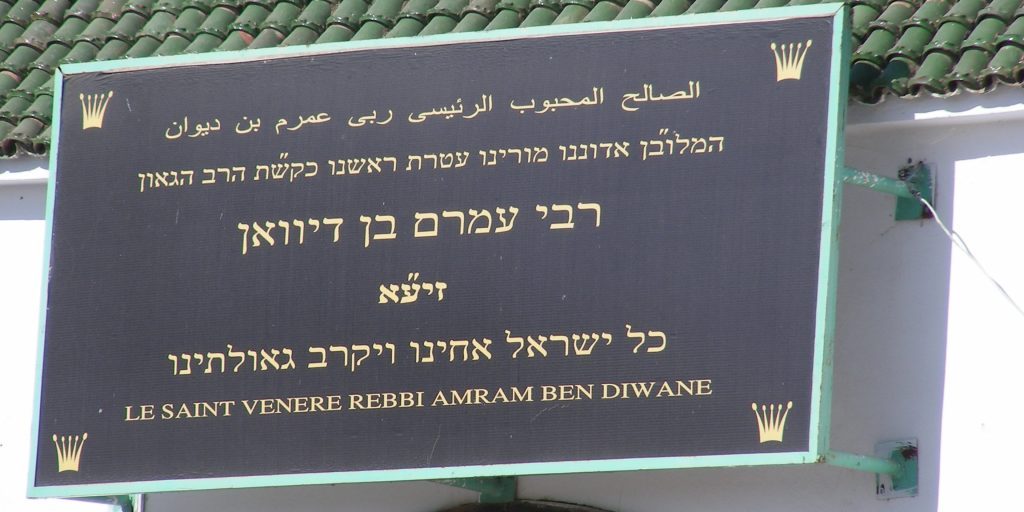 الصالح المحبوب الرئيسى ربى عمرم بن ديوان
המלו״בן אדוננו מורינו עטרת ראשנו כקש״ת הרב הגאון
רבי עמרם בן דיוואן
זיע״א
כל ישראל אחינו ויקרב גאולתינו
LE SAINT VENERE REBBI AMRAM BEN DIWANE